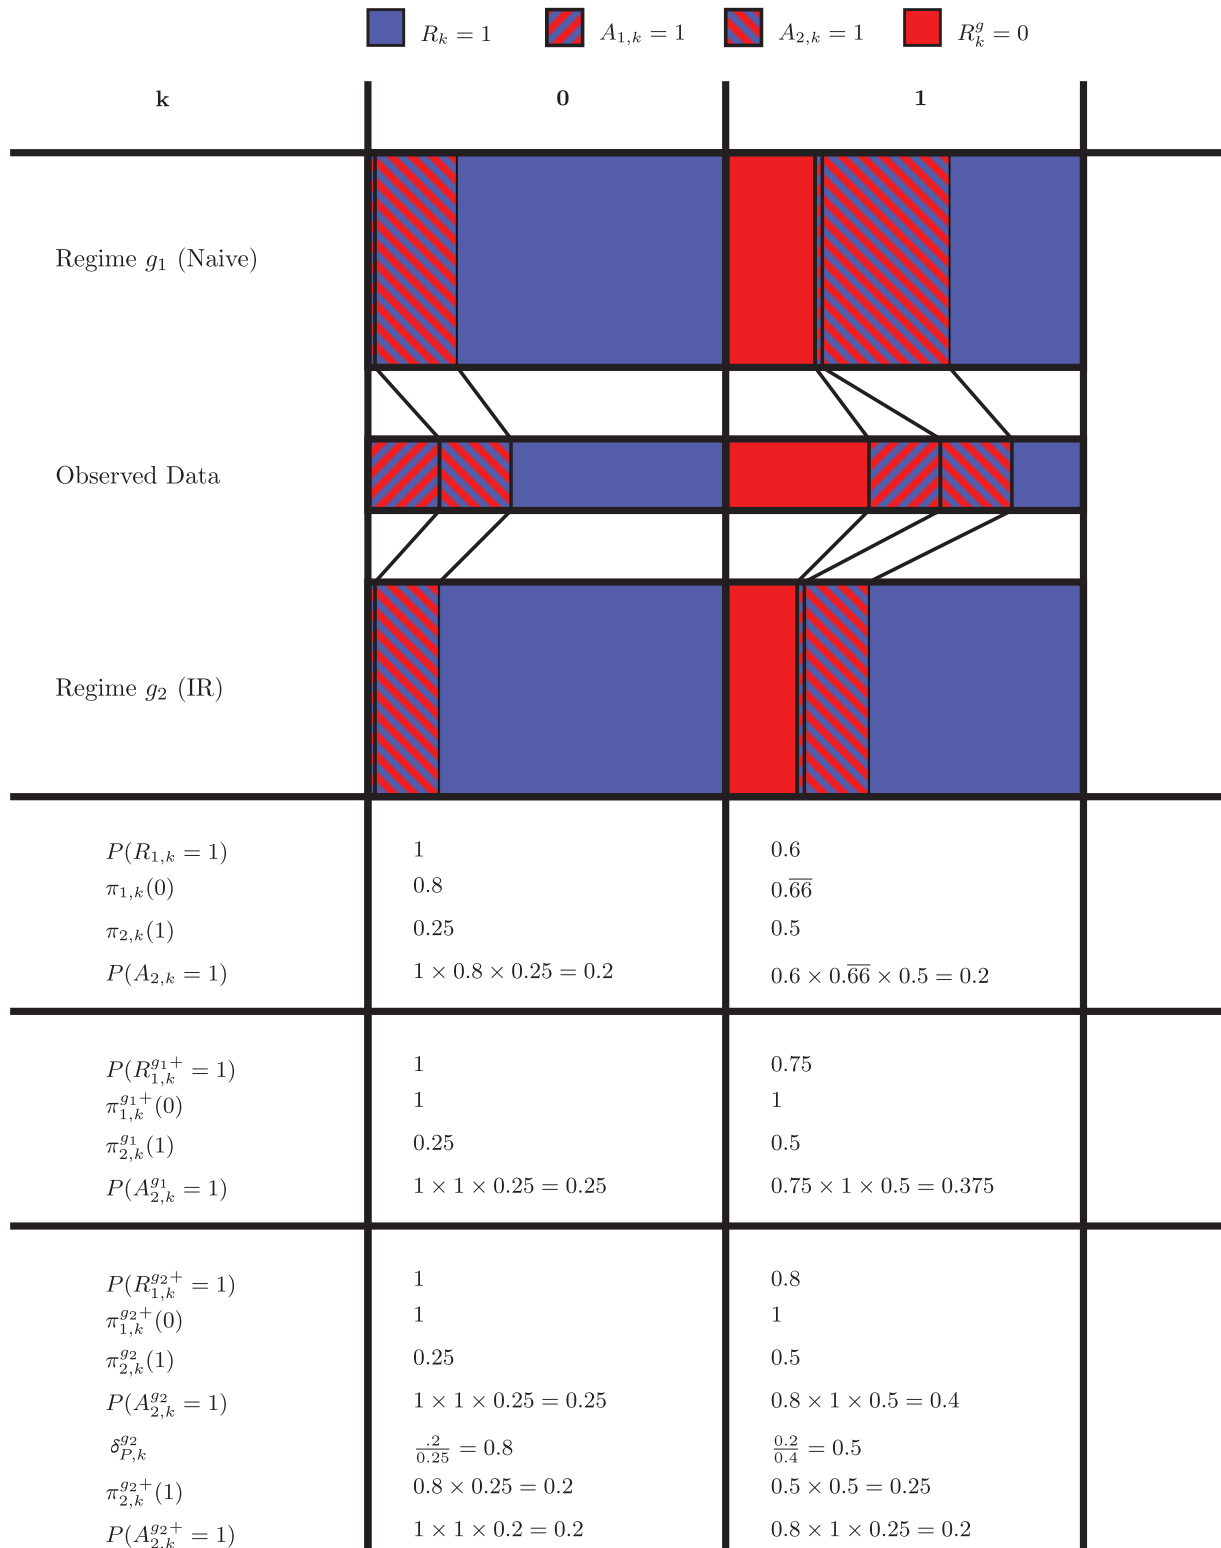 R_k = 1 A_{1,k} = 1 A_{2,k} = 1 R_k^g = 0
k 0 1
Regime g_1 (Naive)
Observed Data
Regime g_2 (IR)
P(R_{1,k} = 1) 1 0.6
π_{1,k}(0) 0.8 0.\overline{66}
π_{2,k}(1) 0.25 0.5
P(A_{2,k} = 1) 1 × 0.8 × 0.25 = 0.2 0.6 × 0.\overline{66} × 0.5 = 0.2
P(R_{1,k}^{g_1+} = 1) 1 0.75
π_{1,k}^{g_1+}(0) 1 1
π_{2,k}^{g_1}(1) 0.25 0.5
P(A_{2,k}^{g_1} = 1) 1 × 1 × 0.25 = 0.25 0.75 × 1 × 0.5 = 0.375
P(R_{1,k}^{g_2+} = 1) 1 0.8
π_{1,k}^{g_2+}(0) 1 1
π_{2,k}^{g_2}(1) 0.25 0.5
P(A_{2,k}^{g_2} = 1) 1 × 1 × 0.25 = 0.25 0.8 × 1 × 0.5 = 0.4
δ_{P,k}^{g_2} \frac{.2}{0.25} = 0.8 \frac{0.2}{0.4} = 0.5
π_{2,k}^{g_2+}(1) 0.8 × 0.25 = 0.2 0.5 × 0.5 = 0.25
P(A_{2,k}^{g_2+} = 1) 1 × 1 × 0.2 = 0.2 0.8 × 1 × 0.25 = 0.2